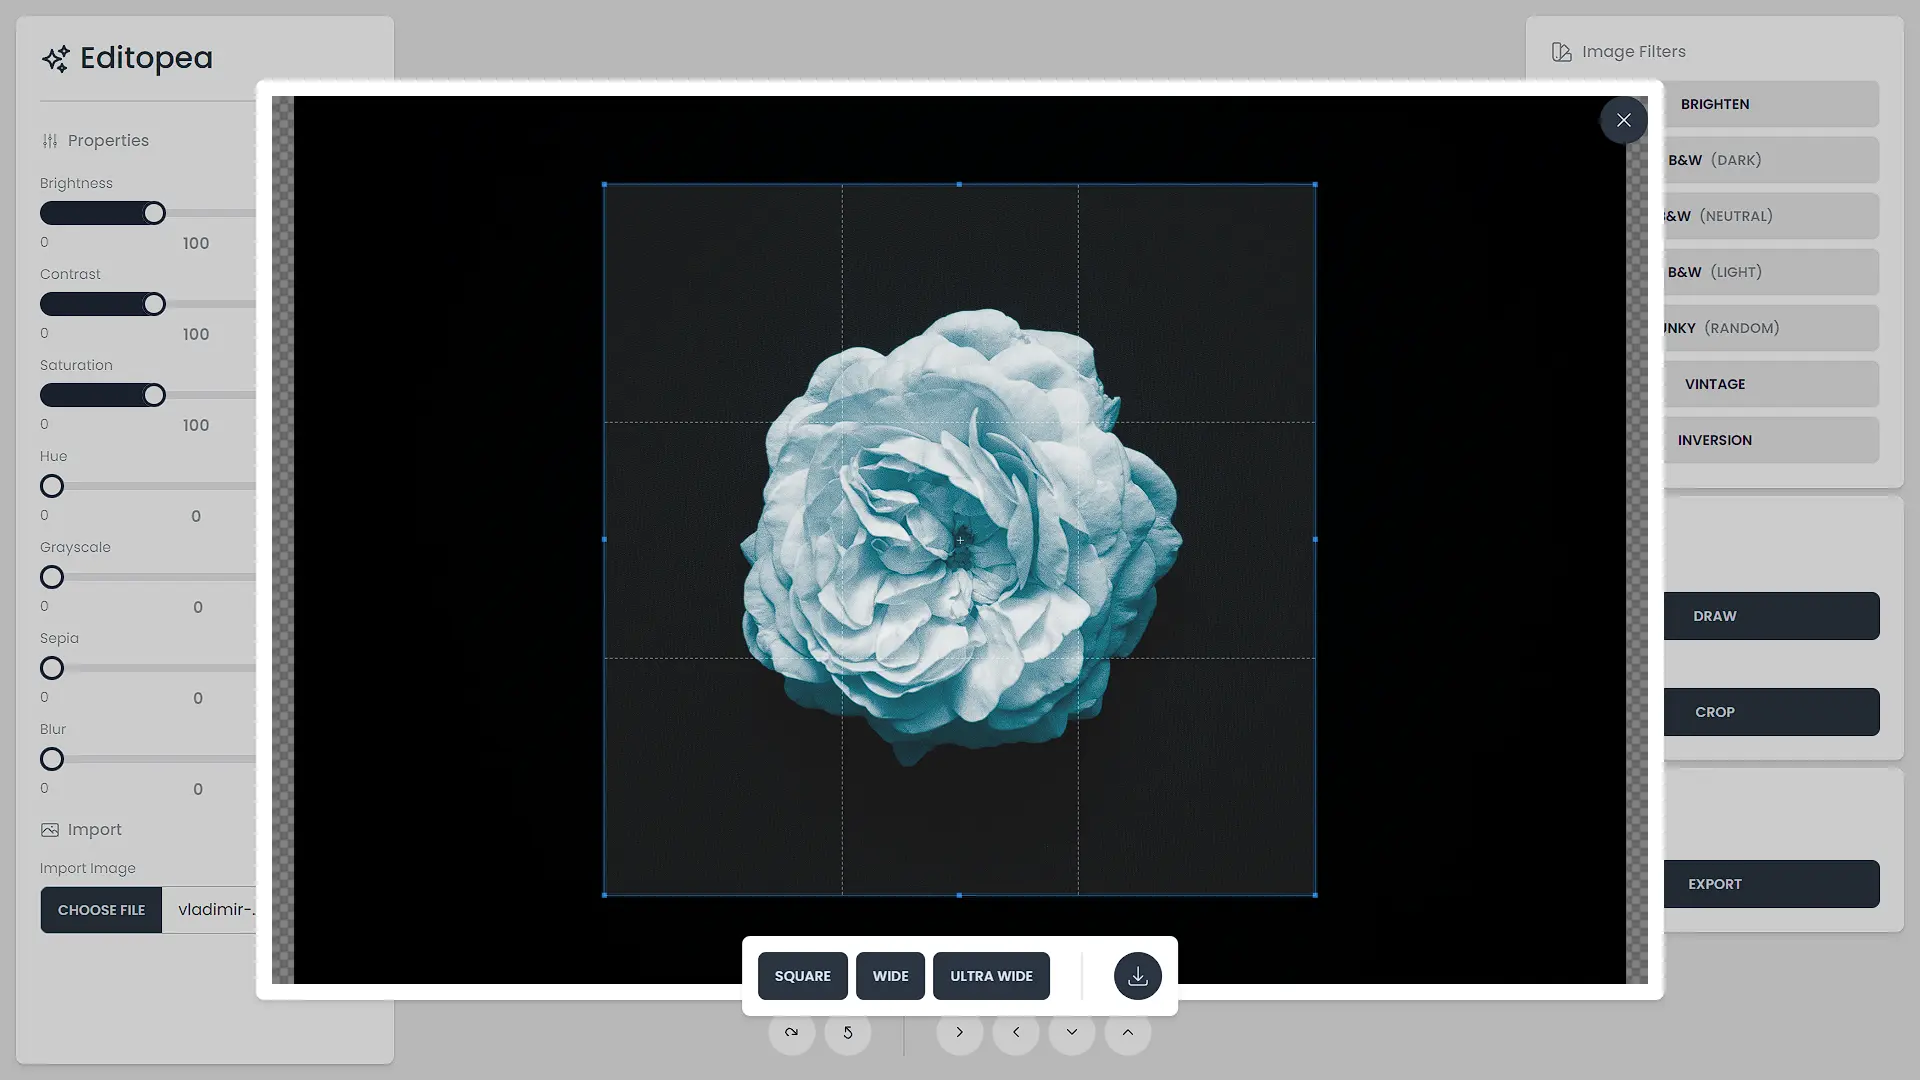 Editopea
Properties
Brightness
0 100
Contrast
0 100
Saturation
0 100
Hue
0 0
Grayscale
0 0
Sepia
0 0
Blur
0 0
Import
Import Image
CHOOSE FILE vladimir-..
SQUARE WIDE ULTRA WIDE
Image Filters
BRIGHTEN
B&W (DARK)
&W (NEUTRAL)
B&W (LIGHT)
NKY (RANDOM)
VINTAGE
INVERSION
DRAW
CROP
EXPORT